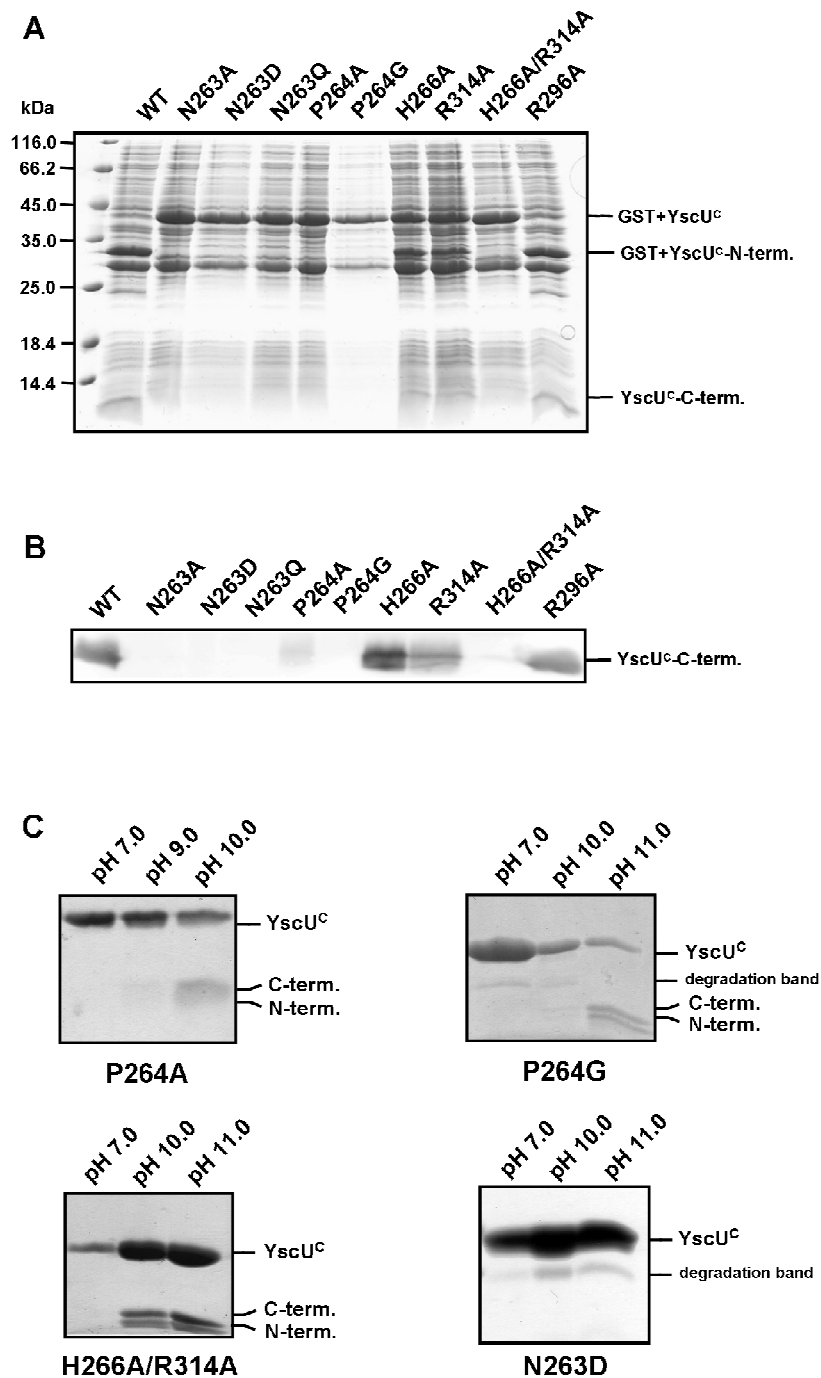 A
kDa
WT N263A N263D N263Q P264A P264G H266A R314A H266A/R314A R296A
116.0
66.2
45.0
35.0
25.0
18.4
14.4
GST+YscUᶜ
GST+YscUᶜ-N-term.
YscUᶜ-C-term.
B
WT N263A N263D N263Q P264A P264G H266A R314A H266A/R314A R296A
YscUᶜ-C-term.
C
pH 7.0 pH 9.0 pH 10.0
YscUᶜ
C-term.
N-term.
P264A
pH 7.0 pH 10.0 pH 11.0
YscUᶜ
degradation band
C-term.
N-term.
P264G
pH 7.0 pH 10.0 pH 11.0
YscUᶜ
C-term.
N-term.
H266A/R314A
pH 7.0 pH 10.0 pH 11.0
YscUᶜ
degradation band
N263D